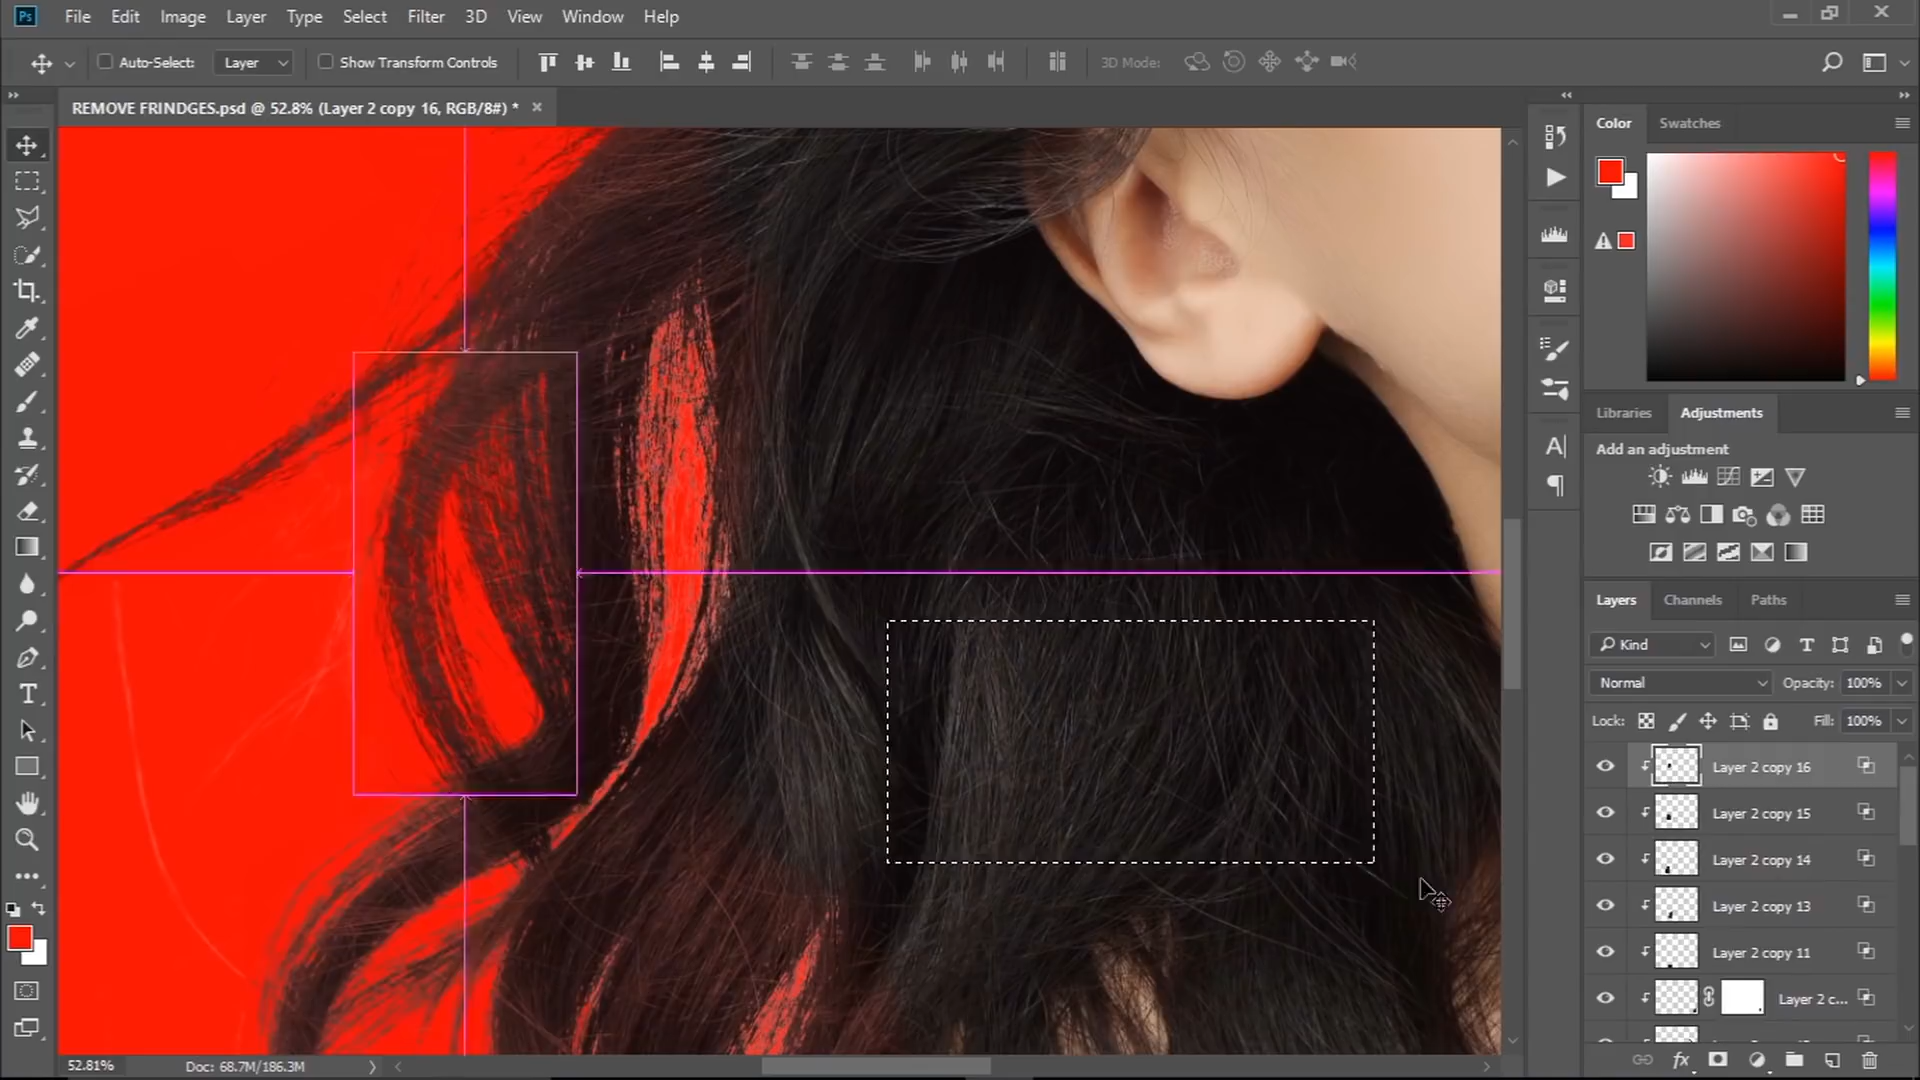 Ps File Edit Image Layer Type Select Filter 3D View Window Help
Auto-Select: Layer Show Transform Controls 3D Mode:
REMOVE FRINDGES.psd @ 52.8% (Layer 2 copy 16, RGB/8#) *
Color Swatches
Libraries Adjustments
Add an adjustment
Layers Channels Paths
Kind
Normal Opacity: 100%
Lock: Fill: 100%
Layer 2 copy 16
Layer 2 copy 15
Layer 2 copy 14
Layer 2 copy 13
Layer 2 copy 11
Layer 2 c...
52.81% Doc: 68.7M/186.3M